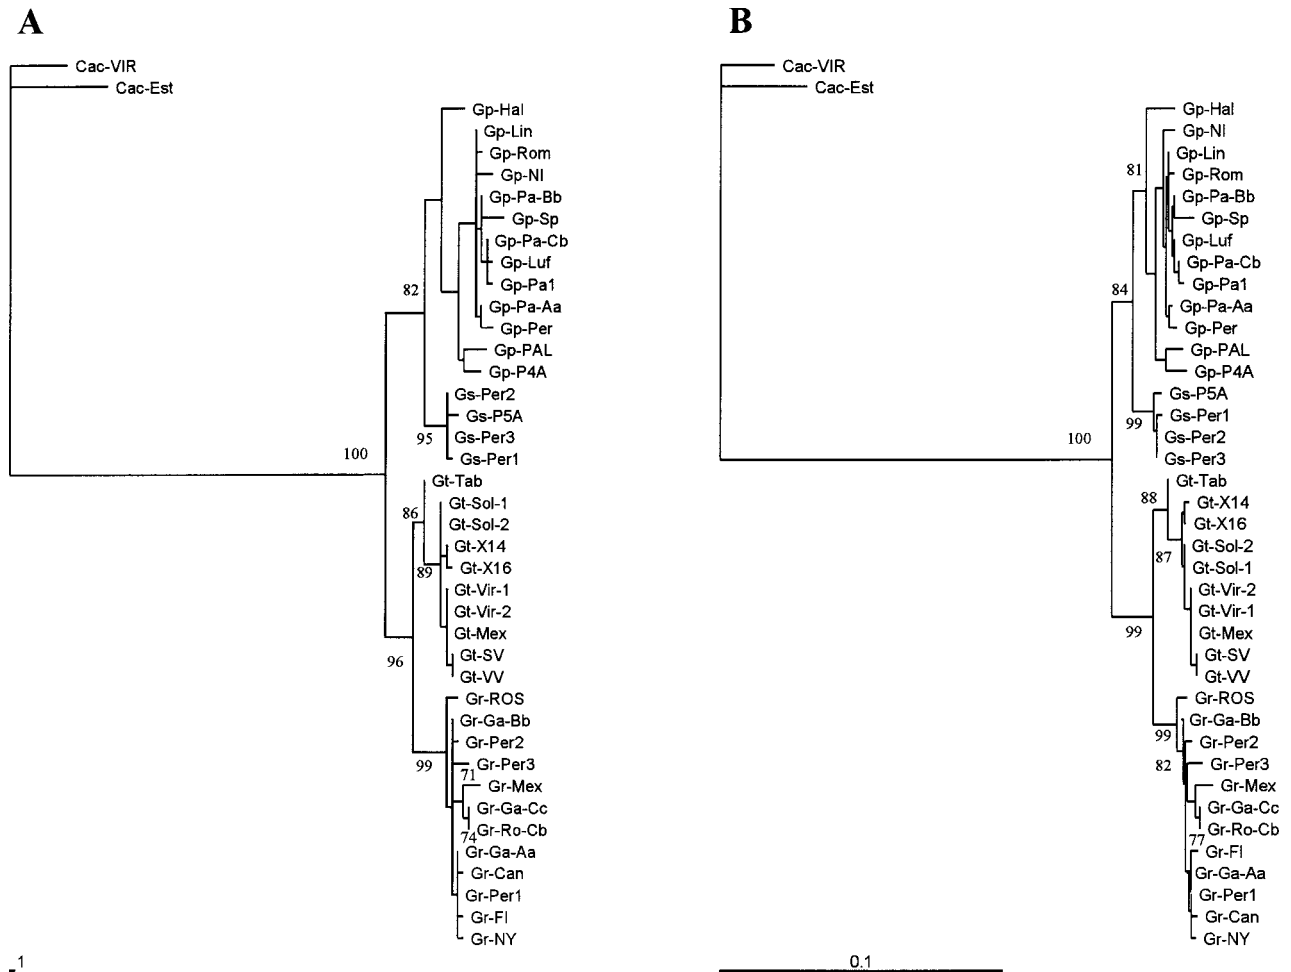 A
Cac-VIR
Cac-Est
Gp-Hal
Gp-Lin
Gp-Rom
Gp-NI
Gp-Pa-Bb
Gp-Sp
Gp-Pa-Cb
Gp-Luf
Gp-Pa1
82
Gp-Pa-Aa
Gp-Per
Gp-PAL
Gp-P4A
Gs-Per2
Gs-P5A
95
Gs-Per3
100
Gs-Per1
Gt-Tab
Gt-Sol-1
86
Gt-Sol-2
Gt-X14
89
Gt-X16
Gt-Vir-1
Gt-Vir-2
Gt-Mex
96
Gt-SV
Gt-VV
Gr-ROS
Gr-Ga-Bb
Gr-Per2
99
Gr-Per3
71
Gr-Mex
Gr-Ga-Cc
Gr-Ro-Cb
74
Gr-Ga-Aa
Gr-Can
Gr-Per1
Gr-FI
Gr-NY
1
B
Cac-VIR
Cac-Est
Gp-Hal
Gp-NI
Gp-Lin
81
Gp-Rom
Gp-Pa-Bb
Gp-Sp
Gp-Luf
Gp-Pa-Cb
Gp-Pa1
84
Gp-Pa-Aa
Gp-Per
Gp-PAL
Gp-P4A
Gs-P5A
Gs-Per1
99
Gs-Per2
100
Gs-Per3
Gt-Tab
88
Gt-X14
Gt-X16
Gt-Sol-2
87
Gt-Sol-1
Gt-Vir-2
Gt-Vir-1
99
Gt-Mex
Gt-SV
Gt-VV
Gr-ROS
Gr-Ga-Bb
99
Gr-Per2
82
Gr-Per3
Gr-Mex
Gr-Ga-Cc
Gr-Ro-Cb
77
Gr-FI
Gr-Ga-Aa
Gr-Per1
Gr-Can
Gr-NY
0.1